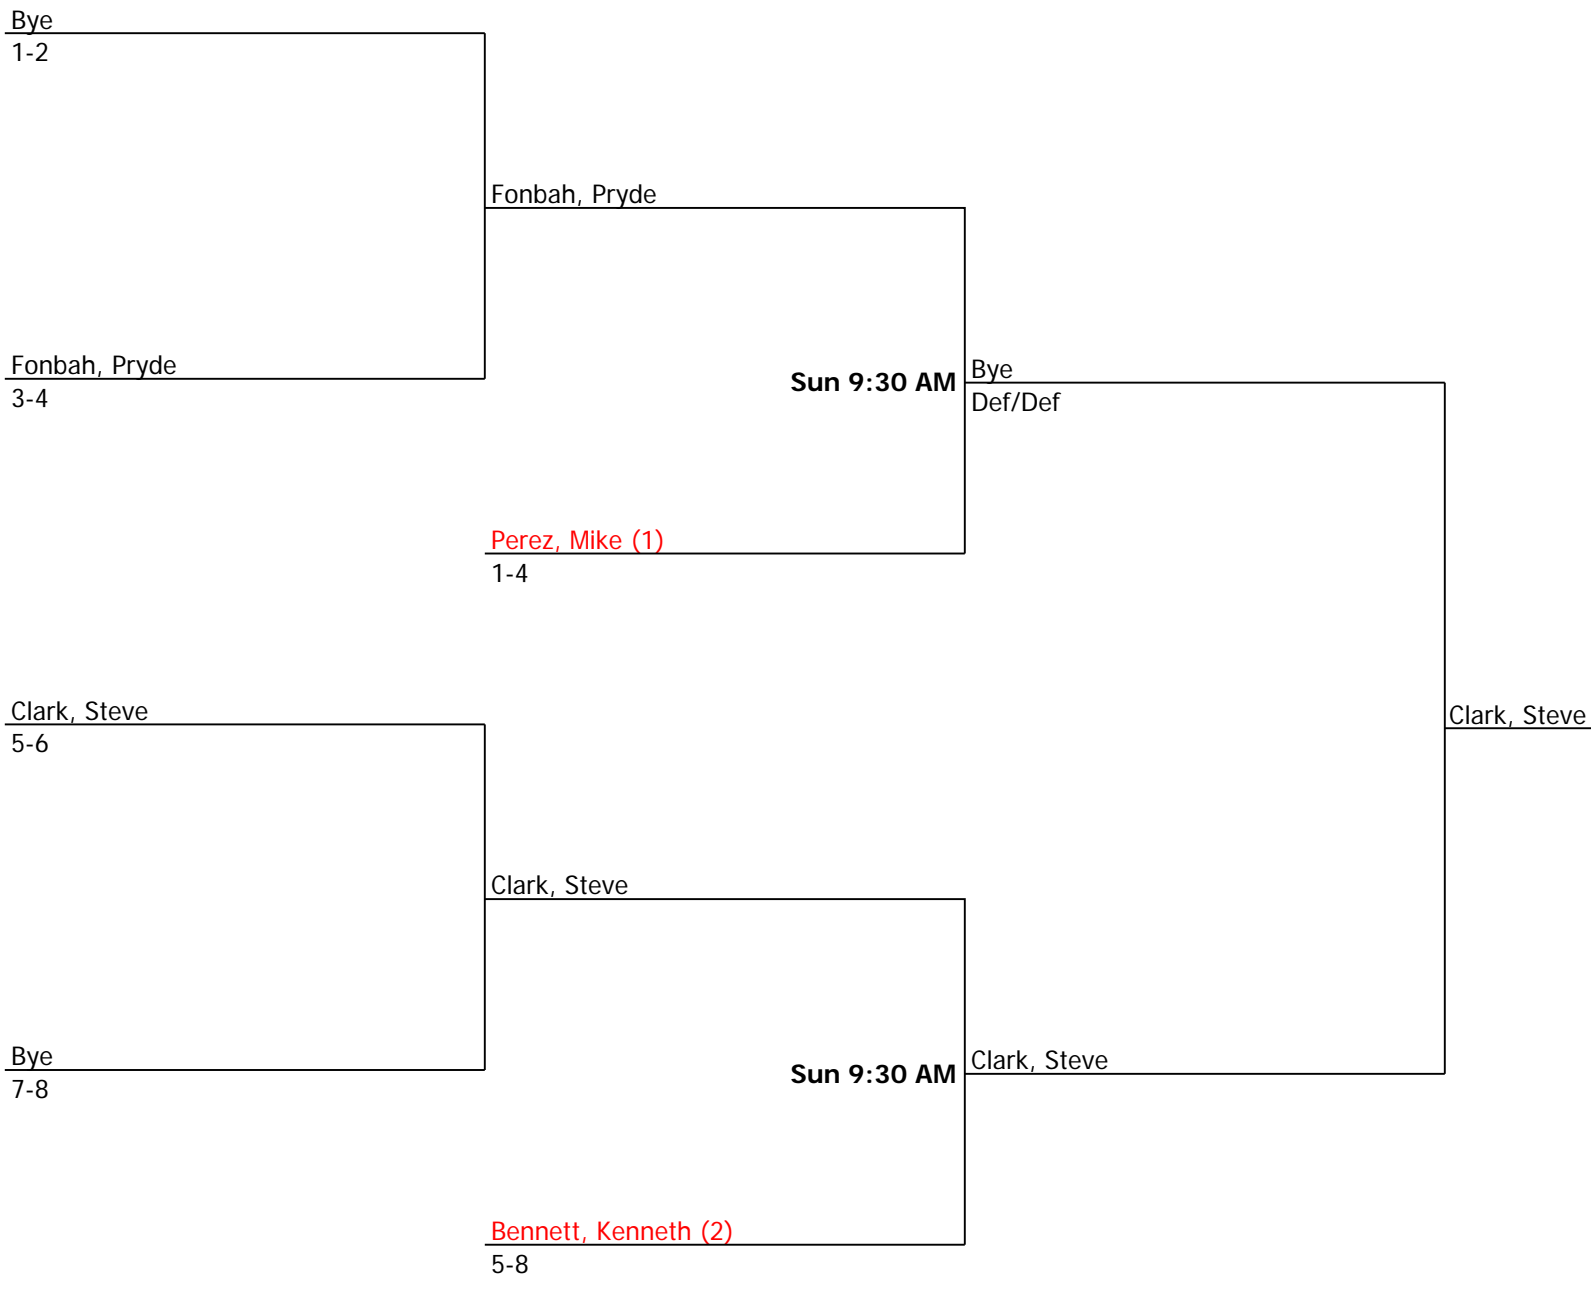 Bye
1-2
Fonbah, Pryde
Fonbah, Pryde
3-4
Sun 9:30 AM
Bye
Def/Def
Perez, Mike (1)
1-4
Clark, Steve
5-6
Clark, Steve
Clark, Steve
Bye
7-8
Sun 9:30 AM
Clark, Steve
Bennett, Kenneth (2)
5-8